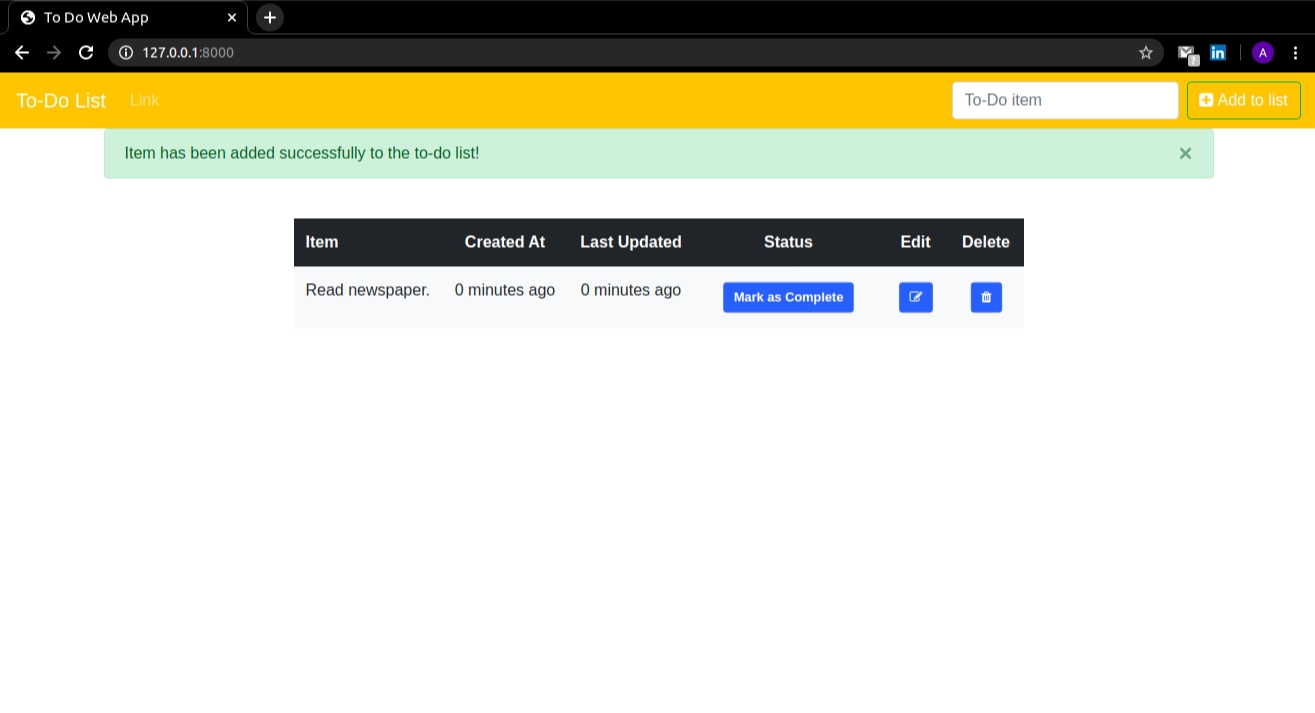 To Do Web App
127.0.0.1:8000
A
To-Do List Link To-Do item Add to list
Item has been added successfully to the to-do list! ×
Item Created At Last Updated Status Edit Delete
Read newspaper. 0 minutes ago 0 minutes ago Mark as Complete